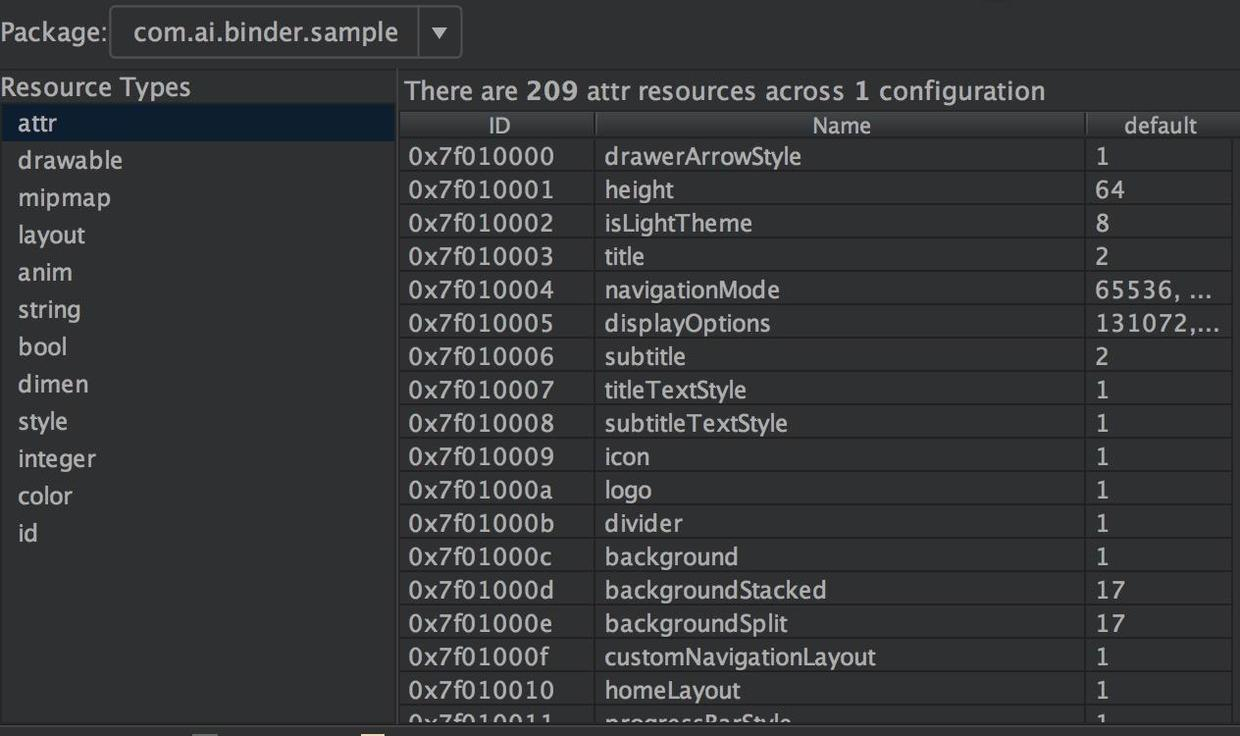 Package: com.ai.binder.sample
Resource Types
attr
drawable
mipmap
layout
anim
string
bool
dimen
style
integer
color
id
There are 209 attr resources across 1 configuration
ID Name default
0x7f010000 drawerArrowStyle 1
0x7f010001 height 64
0x7f010002 isLightTheme 8
0x7f010003 title 2
0x7f010004 navigationMode 65536, ...
0x7f010005 displayOptions 131072,...
0x7f010006 subtitle 2
0x7f010007 titleTextStyle 1
0x7f010008 subtitleTextStyle 1
0x7f010009 icon 1
0x7f01000a logo 1
0x7f01000b divider 1
0x7f01000c background 1
0x7f01000d backgroundStacked 17
0x7f01000e backgroundSplit 17
0x7f01000f customNavigationLayout 1
0x7f010010 homeLayout 1
0x7f010011 progressBarStyle 1